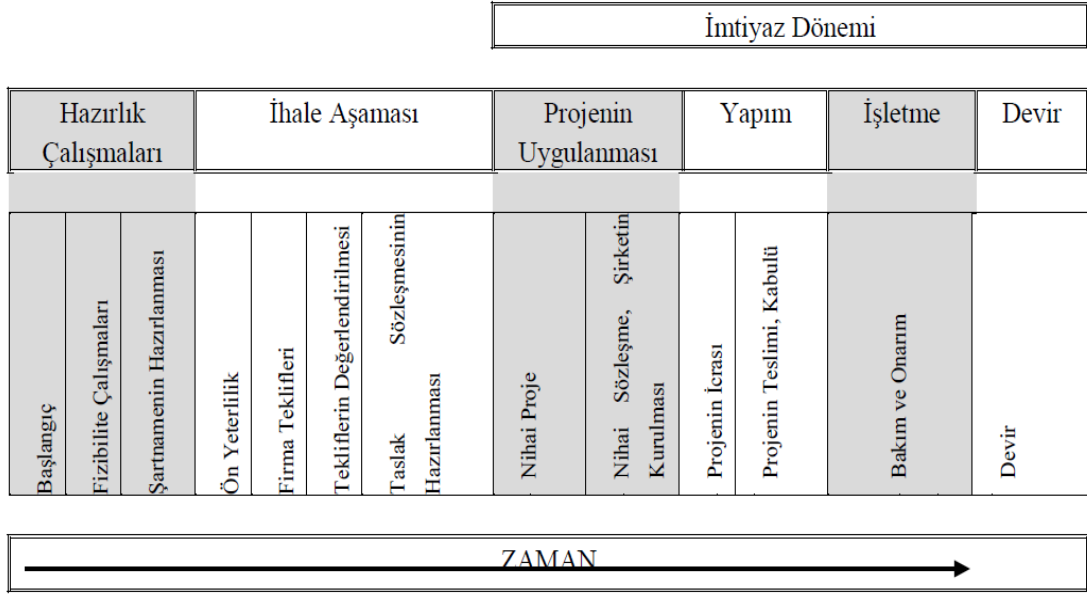 İmtiyaz Dönemi
Hazırlık
Çalışmaları
İhale Aşaması
Projenin
Uygulanması
Yapım
İşletme
Devir
Başlangıç
Fizibilite Çalışmaları
Şartnamenin Hazırlanması
Ön Yeterlilik
Firma Teklifleri
Tekliflerin Değerlendirilmesi
Taslak Sözleşmesinin
Hazırlanması
Nihai Proje
Nihai Sözleşme, Şirketin
Kurulması
Projenin İcrası
Projenin Teslimi, Kabulü
Bakım ve Onarım
Devir
ZAMAN